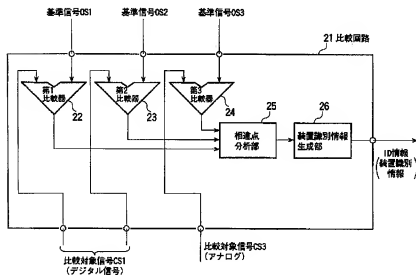 基準信号OS1
基準信号OS2
基準信号OS3
21 比較回路
第1
比較器
22
第2
比較器
23
第3
比較器
24
25
相違点
分析部
26
装置識別情報
生成部
ID情報
(装置識別
情報)
比較対象信号CS1
(デジタル信号)
比較対象信号CS3
(アナログ)